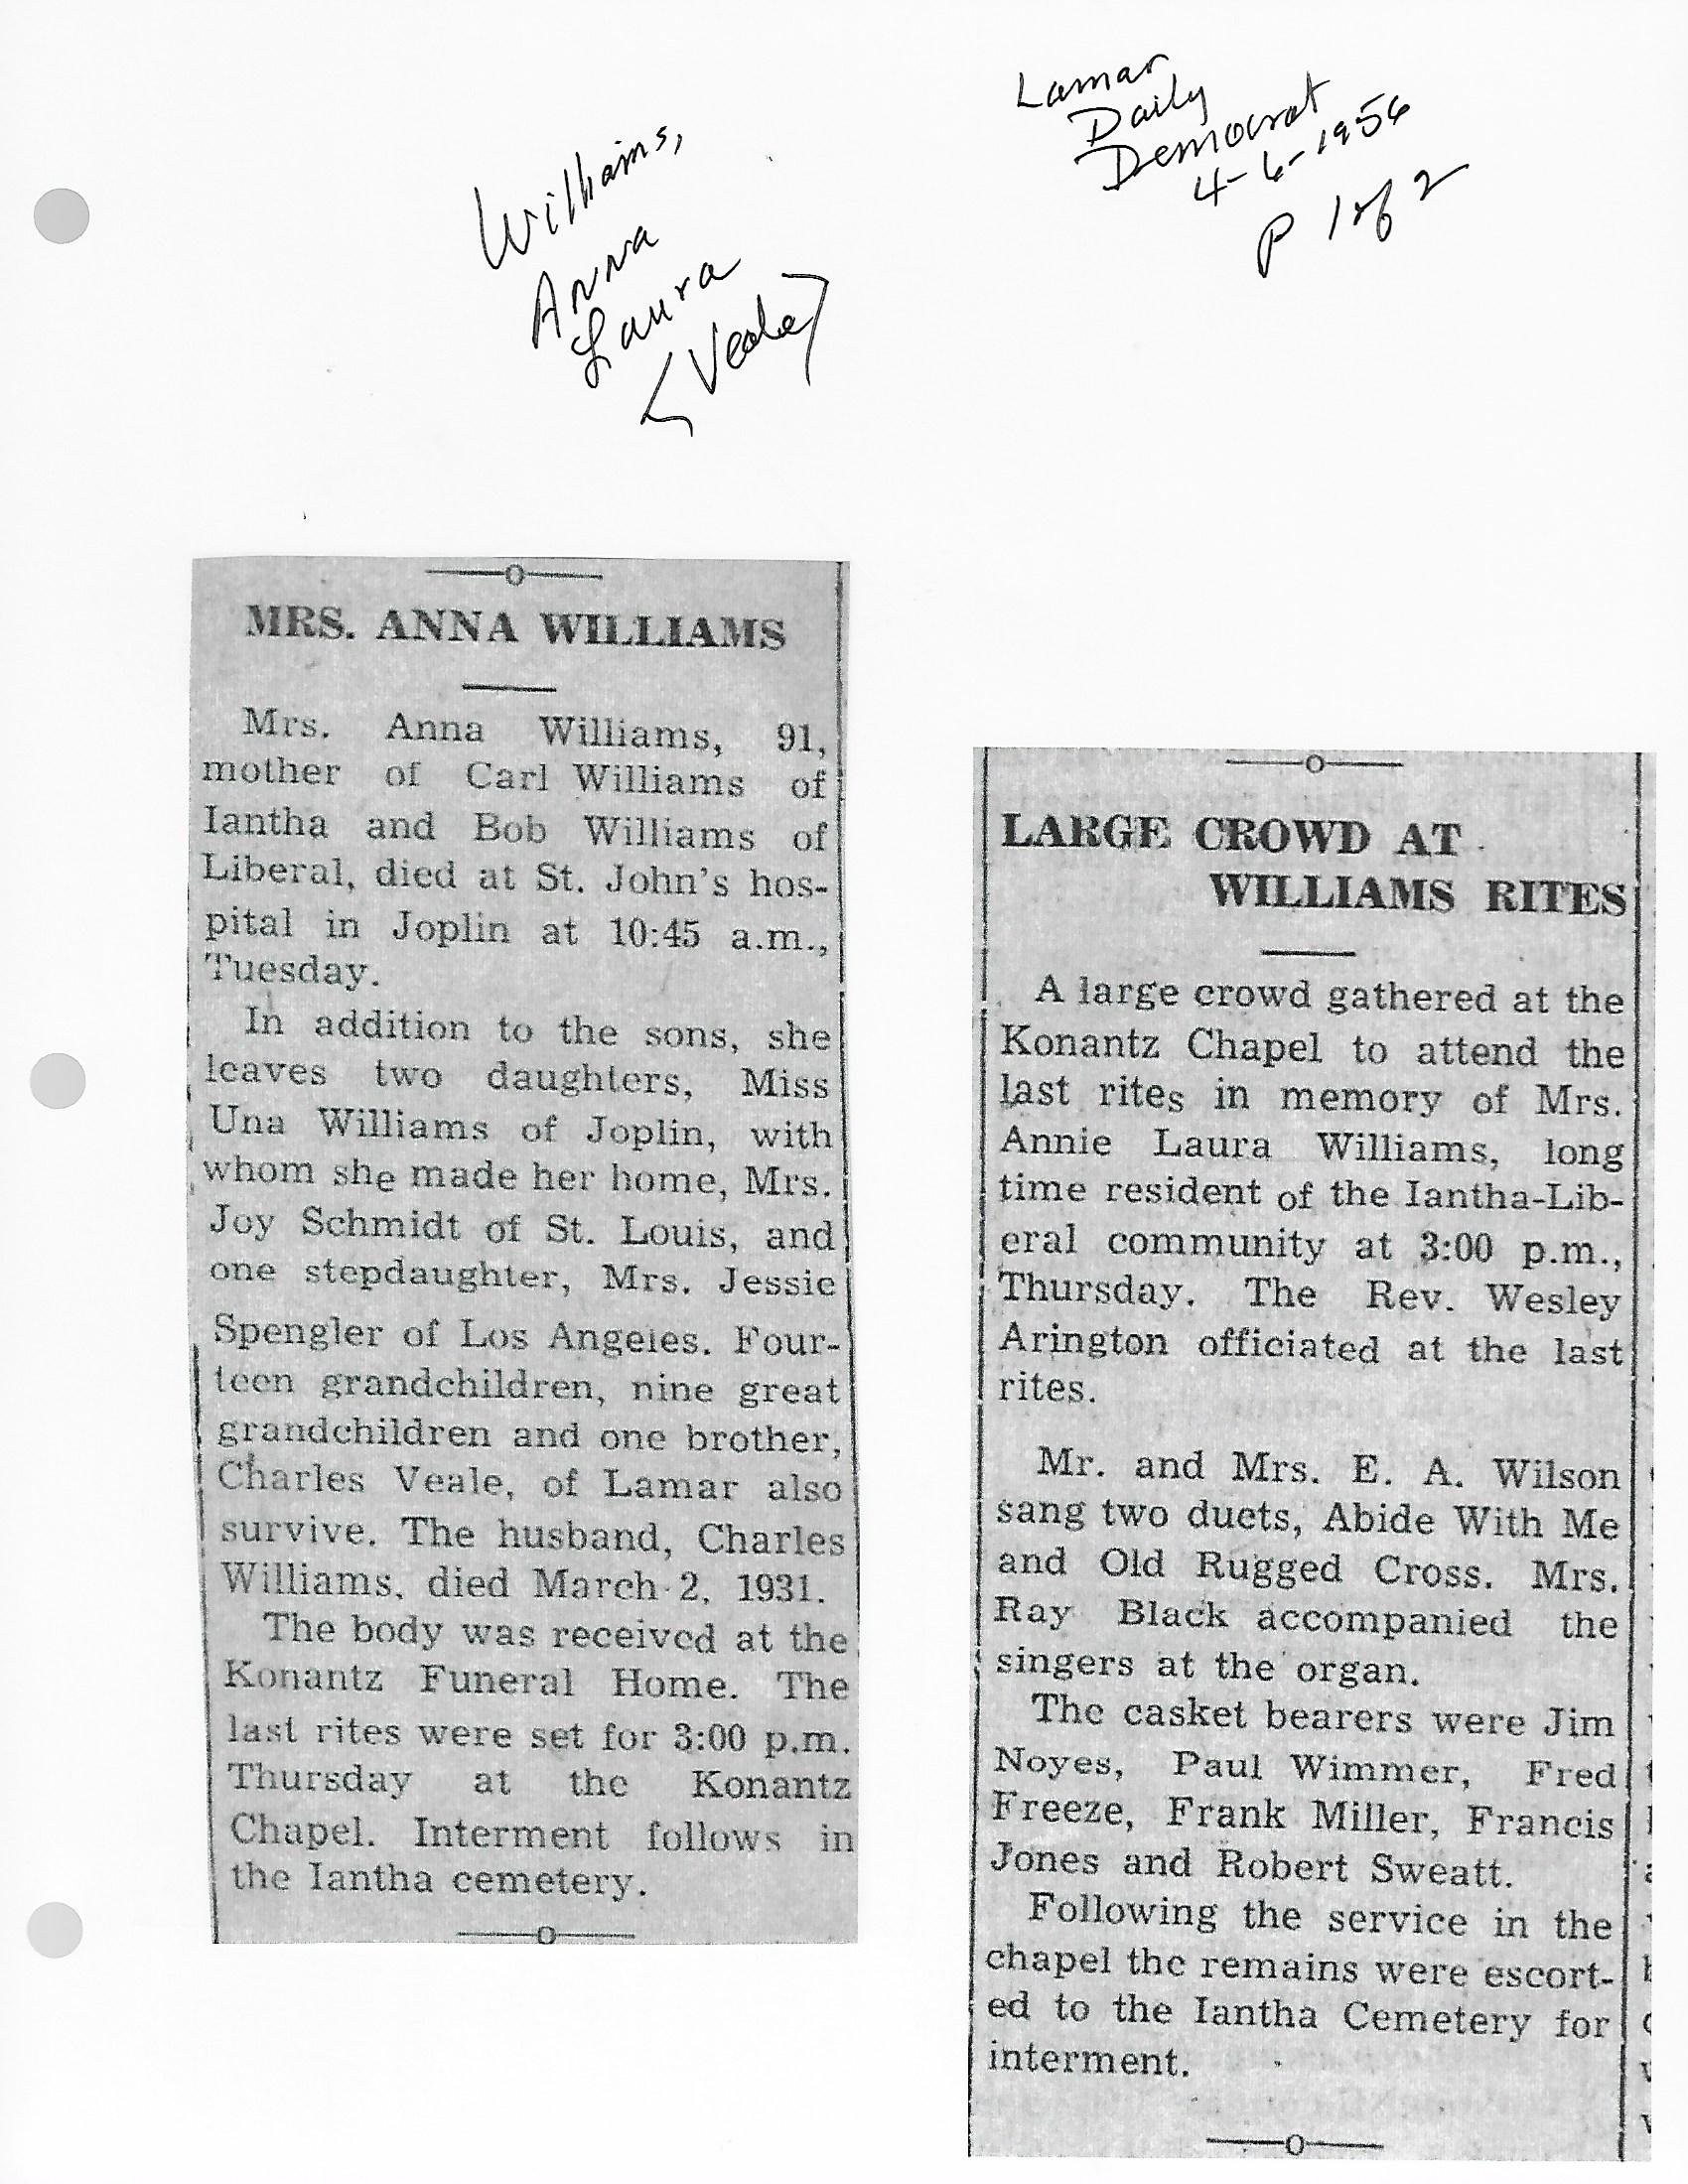 Williams,
Anna
Laura
<Veale>
Lamar
Daily
Democrat
4-6-1956
P 1 of 2
MRS. ANNA WILLIAMS
Mrs. Anna Williams, 91,
mother of Carl Williams of
Iantha and Bob Williams of
Liberal, died at St. John's hos-
pital in Joplin at 10:45 a.m.,
Tuesday.
In addition to the sons, she
leaves two daughters, Miss
Una Williams of Joplin, with
whom she made her home, Mrs.
Joy Schmidt of St. Louis, and
one stepdaughter, Mrs. Jessie
Spengler of Los Angeles. Four-
teen grandchildren, nine great
grandchildren and one brother,
Charles Veale, of Lamar also
survive. The husband, Charles
Williams, died March 2, 1931.
The body was received at the
Konantz Funeral Home. The
last rites were set for 3:00 p.m.
Thursday at the Konantz
Chapel. Interment follows in
the Iantha cemetery.
LARGE CROWD AT
WILLIAMS RITES
A large crowd gathered at the
Konantz Chapel to attend the
last rites in memory of Mrs.
Annie Laura Williams, long
time resident of the Iantha-Lib-
eral community at 3:00 p.m.,
Thursday. The Rev. Wesley
Arington officiated at the last
rites.
Mr. and Mrs. E. A. Wilson
sang two duets, Abide With Me
and Old Rugged Cross. Mrs.
Ray Black accompanied the
singers at the organ.
The casket bearers were Jim
Noyes, Paul Wimmer, Fred
Freeze, Frank Miller, Francis
Jones and Robert Sweatt.
Following the service in the
chapel the remains were escort-
ed to the Iantha Cemetery for
interment.